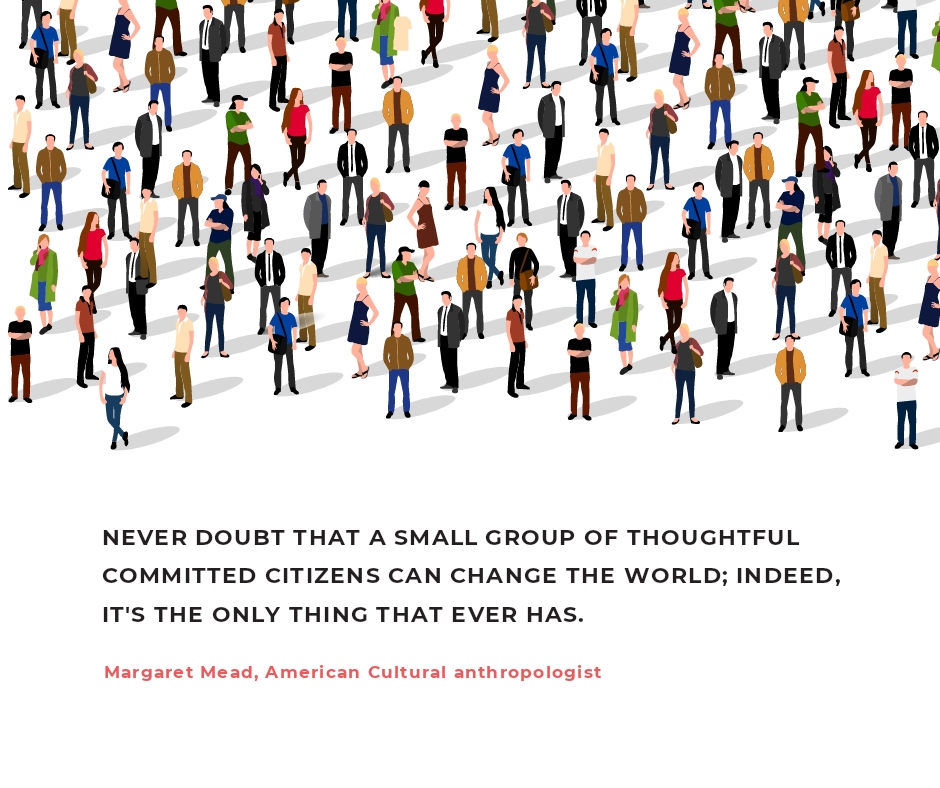 NEVER DOUBT THAT A SMALL GROUP OF THOUGHTFUL
COMMITTED CITIZENS CAN CHANGE THE WORLD; INDEED,
IT'S THE ONLY THING THAT EVER HAS.
Margaret Mead, American Cultural anthropologist